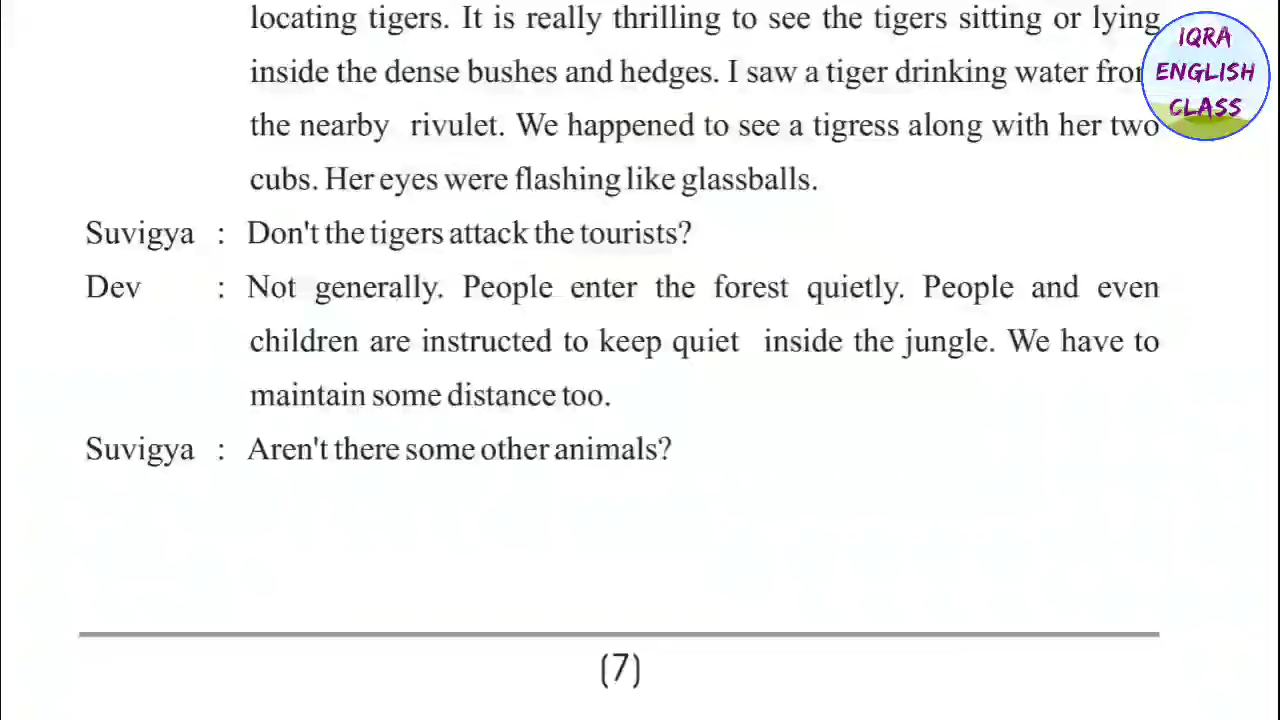 locating tigers. It is really thrilling to see the tigers sitting or lying
inside the dense bushes and hedges. I saw a tiger drinking water from
the nearby rivulet. We happened to see a tigress along with her two
cubs. Her eyes were flashing like glassballs.
Suvigya : Don't the tigers attack the tourists?
Dev : Not generally. People enter the forest quietly. People and even
children are instructed to keep quiet inside the jungle. We have to
maintain some distance too.
Suvigya : Aren't there some other animals?
(7)
IQRA
ENGLISH
CLASS